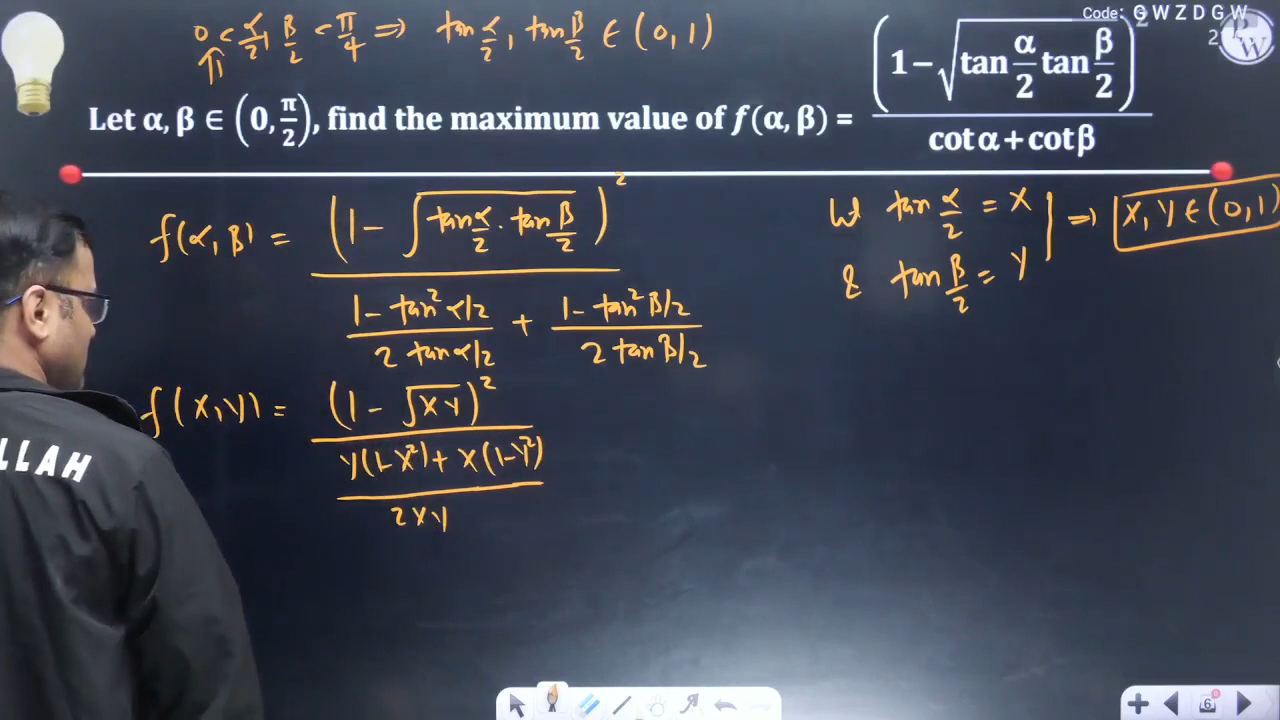 Code: G W Z D G W
0 < α/2, β/2 < π/4 ⇒ tan α/2, tan β/2 ∈ (0, 1)
Let α, β ∈ (0, π/2), find the maximum value of f(α, β) = (1 − √(tan α/2 tan β/2))² / (cot α + cot β)
f(α, β) = (1 − √(tan α/2 · tan β/2))² / ((1 − tan² α/2)/(2 tan α/2) + (1 − tan² β/2)/(2 tan β/2))
let tan α/2 = x
& tan β/2 = y
⇒ x, y ∈ (0, 1)
f(x, y) = (1 − √xy)² / ((y(1−x²) + x(1−y²))/(2xy))
LLAH
PW
6